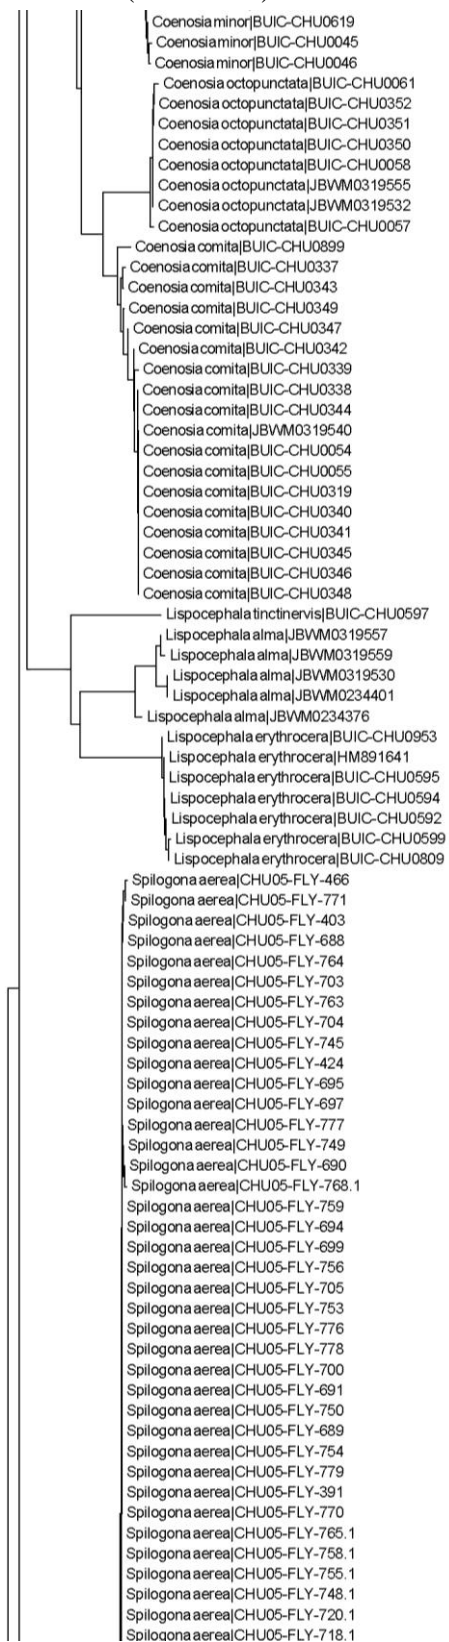 Coenosia minor|BUIC-CHU0619
Coenosia minor|BUIC-CHU0045
Coenosia minor|BUIC-CHU0046
Coenosia octopunctata|BUIC-CHU0061
Coenosia octopunctata|BUIC-CHU0352
Coenosia octopunctata|BUIC-CHU0351
Coenosia octopunctata|BUIC-CHU0350
Coenosia octopunctata|BUIC-CHU0058
Coenosia octopunctata|JBWM0319555
Coenosia octopunctata|JBWM0319532
Coenosia octopunctata|BUIC-CHU0057
Coenosia comita|BUIC-CHU0899
Coenosia comita|BUIC-CHU0337
Coenosia comita|BUIC-CHU0343
Coenosia comita|BUIC-CHU0349
Coenosia comita|BUIC-CHU0347
Coenosia comita|BUIC-CHU0342
Coenosia comita|BUIC-CHU0339
Coenosia comita|BUIC-CHU0338
Coenosia comita|BUIC-CHU0344
Coenosia comita|JBWM0319540
Coenosia comita|BUIC-CHU0054
Coenosia comita|BUIC-CHU0055
Coenosia comita|BUIC-CHU0319
Coenosia comita|BUIC-CHU0340
Coenosia comita|BUIC-CHU0341
Coenosia comita|BUIC-CHU0345
Coenosia comita|BUIC-CHU0346
Coenosia comita|BUIC-CHU0348
Lispocephala tinctinervis|BUIC-CHU0597
Lispocephala alma|JBWM0319557
Lispocephala alma|JBWM0319559
Lispocephala alma|JBWM0319530
Lispocephala alma|JBWM0234401
Lispocephala alma|JBWM0234376
Lispocephala erythrocera|BUIC-CHU0953
Lispocephala erythrocera|HM891641
Lispocephala erythrocera|BUIC-CHU0595
Lispocephala erythrocera|BUIC-CHU0594
Lispocephala erythrocera|BUIC-CHU0592
Lispocephala erythrocera|BUIC-CHU0599
Lispocephala erythrocera|BUIC-CHU0809
Spilogona aerea|CHU05-FLY-466
Spilogona aerea|CHU05-FLY-771
Spilogona aerea|CHU05-FLY-403
Spilogona aerea|CHU05-FLY-688
Spilogona aerea|CHU05-FLY-764
Spilogona aerea|CHU05-FLY-703
Spilogona aerea|CHU05-FLY-763
Spilogona aerea|CHU05-FLY-704
Spilogona aerea|CHU05-FLY-745
Spilogona aerea|CHU05-FLY-424
Spilogona aerea|CHU05-FLY-695
Spilogona aerea|CHU05-FLY-697
Spilogona aerea|CHU05-FLY-777
Spilogona aerea|CHU05-FLY-749
Spilogona aerea|CHU05-FLY-690
Spilogona aerea|CHU05-FLY-768.1
Spilogona aerea|CHU05-FLY-759
Spilogona aerea|CHU05-FLY-694
Spilogona aerea|CHU05-FLY-699
Spilogona aerea|CHU05-FLY-756
Spilogona aerea|CHU05-FLY-705
Spilogona aerea|CHU05-FLY-753
Spilogona aerea|CHU05-FLY-776
Spilogona aerea|CHU05-FLY-778
Spilogona aerea|CHU05-FLY-700
Spilogona aerea|CHU05-FLY-691
Spilogona aerea|CHU05-FLY-750
Spilogona aerea|CHU05-FLY-689
Spilogona aerea|CHU05-FLY-754
Spilogona aerea|CHU05-FLY-779
Spilogona aerea|CHU05-FLY-391
Spilogona aerea|CHU05-FLY-770
Spilogona aerea|CHU05-FLY-765.1
Spilogona aerea|CHU05-FLY-758.1
Spilogona aerea|CHU05-FLY-755.1
Spilogona aerea|CHU05-FLY-748.1
Spilogona aerea|CHU05-FLY-720.1
Spilogona aerea|CHU05-FLY-718.1